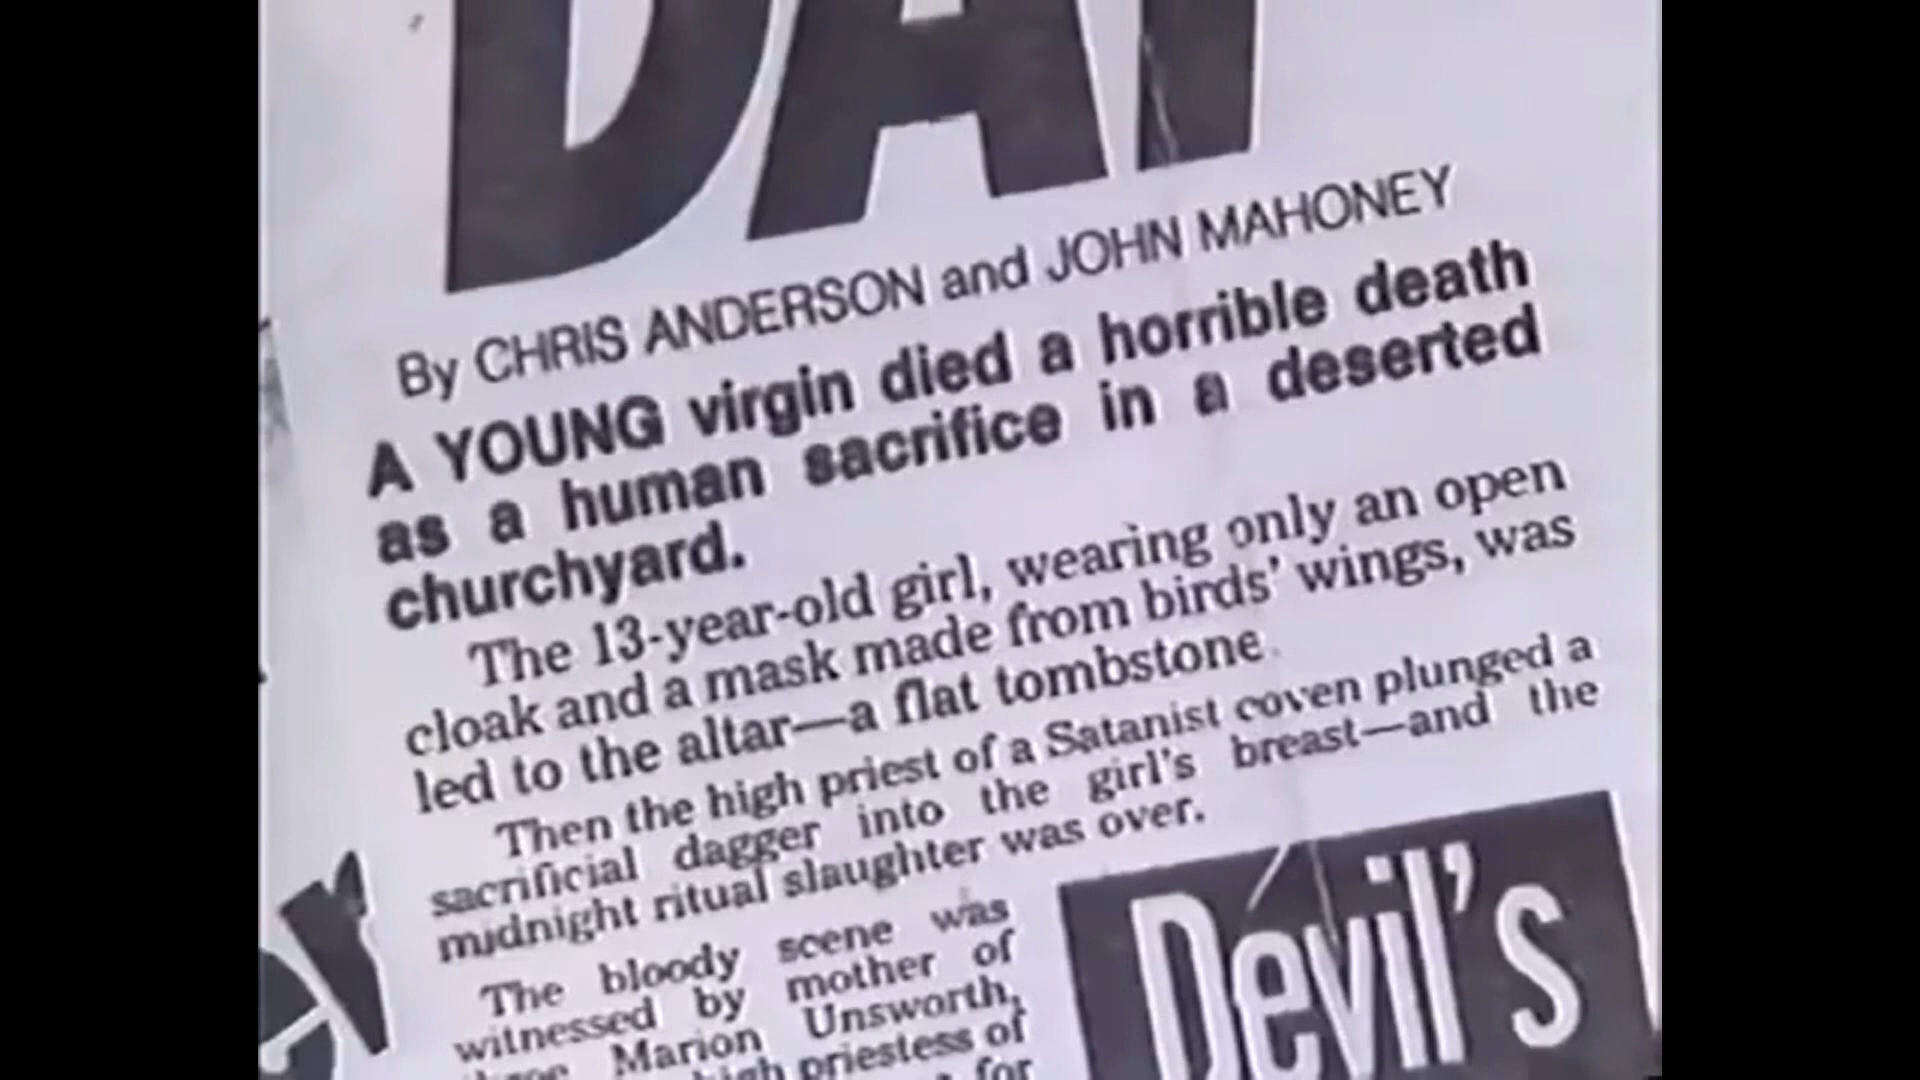 By CHRIS ANDERSON and JOHN MAHONEY
A YOUNG virgin died a horrible death
as a human sacrifice in a deserted
churchyard.
The 13-year-old girl, wearing only an open
cloak and a mask made from birds' wings, was
led to the altar—a flat tombstone.
Then the high priest of a Satanist coven plunged a
sacrificial dagger into the girl's breast—and the
midnight ritual slaughter was over.
The bloody scene was
witnessed by mother of
three Marion Unsworth,
high priestess of
for
Devil's